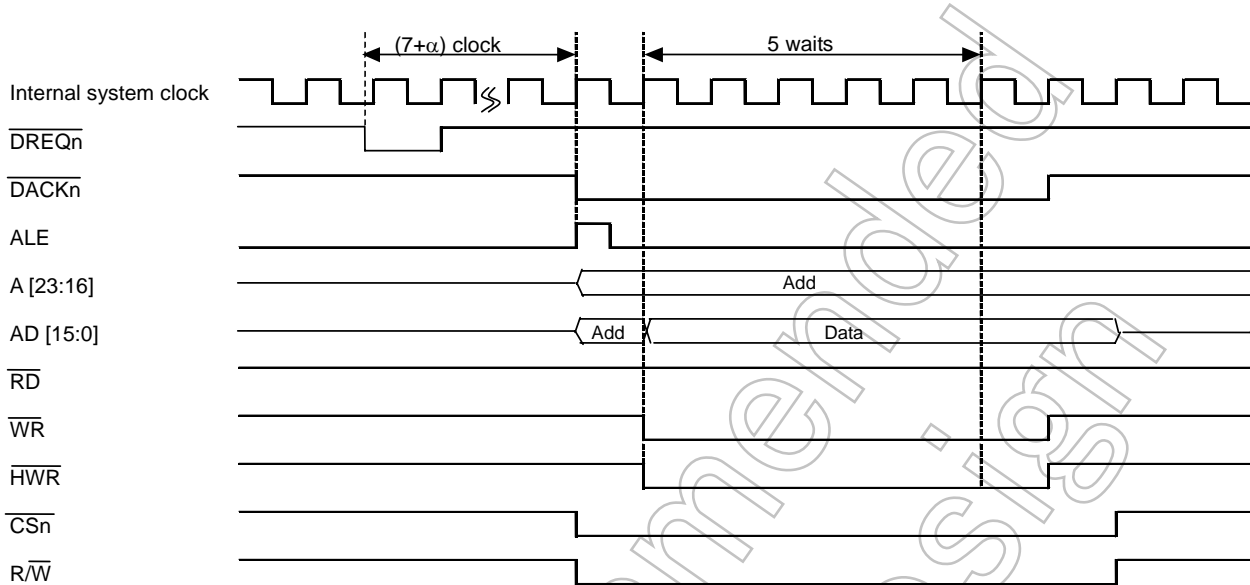 (7+α) clock
5 waits
Internal system clock
DREQn
DACKn
ALE
A [23:16]
Add
AD [15:0]
Add
Data
RD
WR
HWR
CSn
R/W